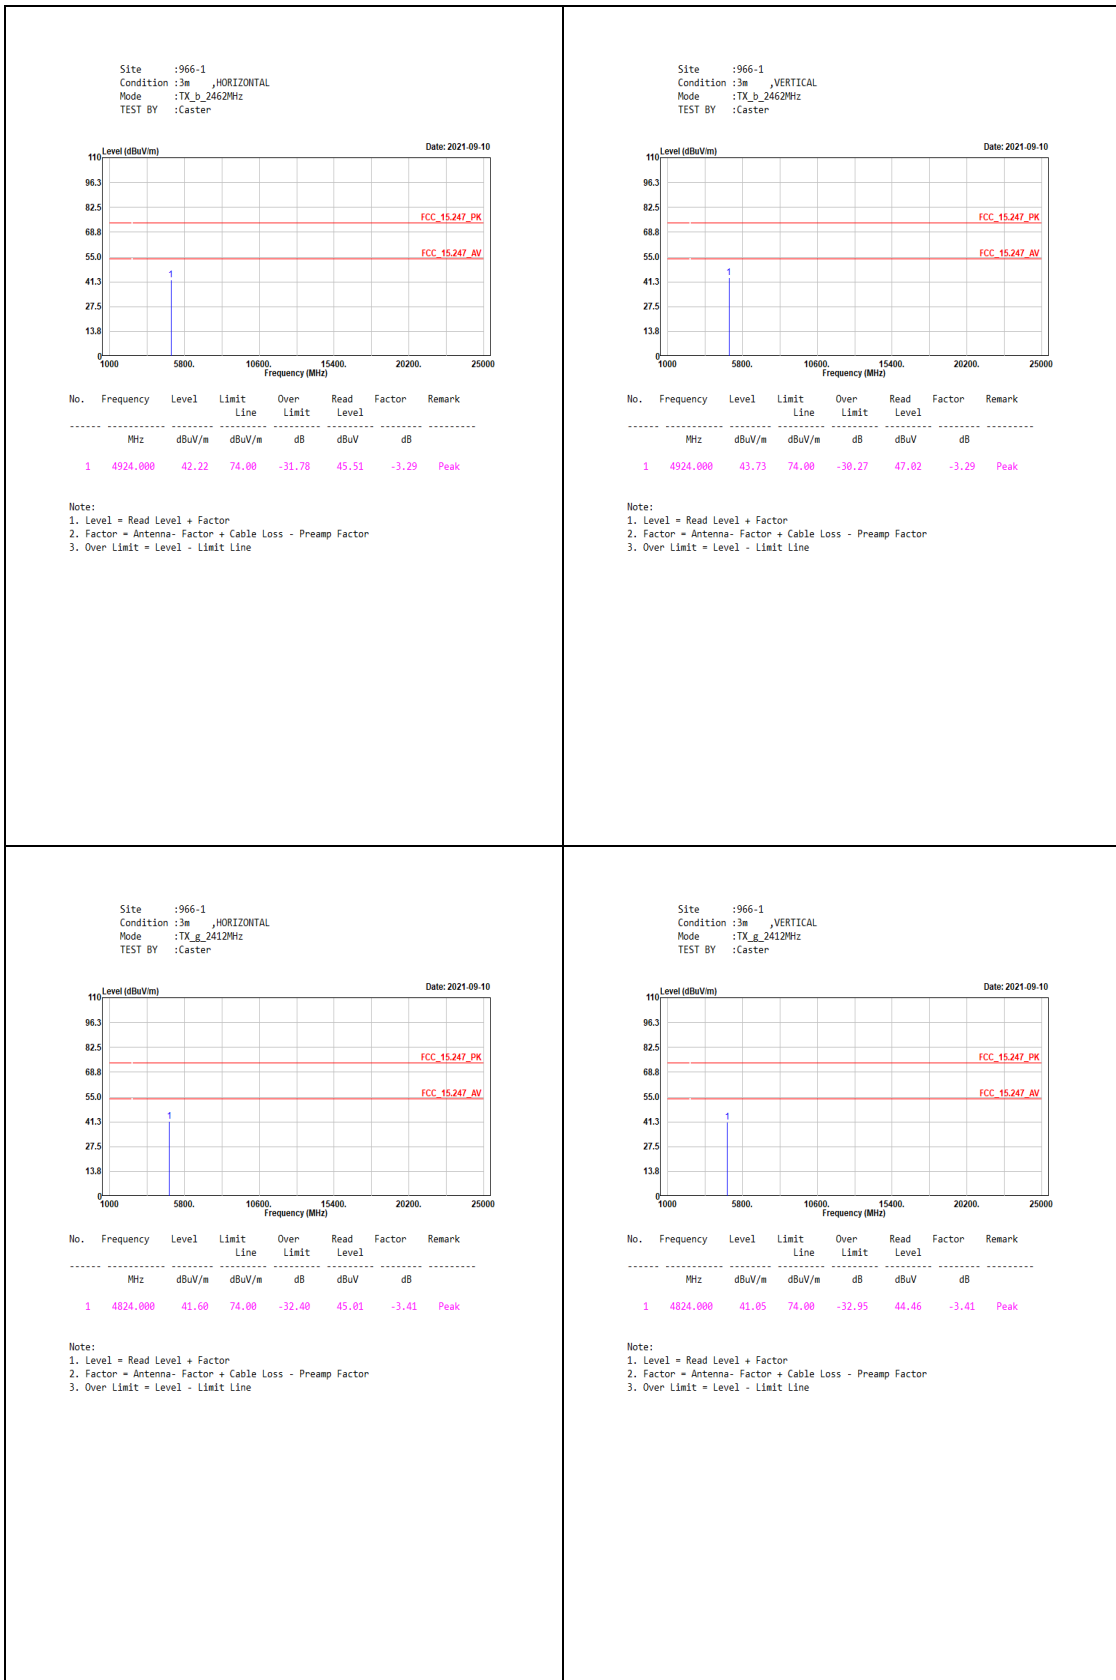 Site :966-1
Condition :3m ,HORIZONTAL
Mode :TX_b_2462MHz
TEST BY :Caster
Level (dBuV/m) Date: 2021-09-10
110
96.3
82.5
FCC_15.247_PK
68.8
55.0 FCC_15.247_AV
41.3 1
27.5
13.8
0
1000 5800. 10600. 15400. 20200. 25000
Frequency (MHz)
No. Frequency Level Limit Over Read Factor Remark
Line Limit Level
------ ----------- -------- -------- --------- --------- -------- ---------
MHz dBuV/m dBuV/m dB dBuV dB
1 4924.000 42.22 74.00 -31.78 45.51 -3.29 Peak
Note:
1. Level = Read Level + Factor
2. Factor = Antenna- Factor + Cable Loss - Preamp Factor
3. Over Limit = Level - Limit Line
Site :966-1
Condition :3m ,VERTICAL
Mode :TX_b_2462MHz
TEST BY :Caster
Level (dBuV/m) Date: 2021-09-10
110
96.3
82.5
FCC_15.247_PK
68.8
55.0 FCC_15.247_AV
41.3 1
27.5
13.8
0
1000 5800. 10600. 15400. 20200. 25000
Frequency (MHz)
No. Frequency Level Limit Over Read Factor Remark
Line Limit Level
------ ----------- -------- -------- --------- --------- -------- ---------
MHz dBuV/m dBuV/m dB dBuV dB
1 4924.000 43.73 74.00 -30.27 47.02 -3.29 Peak
Note:
1. Level = Read Level + Factor
2. Factor = Antenna- Factor + Cable Loss - Preamp Factor
3. Over Limit = Level - Limit Line
Site :966-1
Condition :3m ,HORIZONTAL
Mode :TX_g_2412MHz
TEST BY :Caster
Level (dBuV/m) Date: 2021-09-10
110
96.3
82.5
FCC_15.247_PK
68.8
55.0 FCC_15.247_AV
41.3 1
27.5
13.8
0
1000 5800. 10600. 15400. 20200. 25000
Frequency (MHz)
No. Frequency Level Limit Over Read Factor Remark
Line Limit Level
------ ----------- -------- -------- --------- --------- -------- ---------
MHz dBuV/m dBuV/m dB dBuV dB
1 4824.000 41.60 74.00 -32.40 45.01 -3.41 Peak
Note:
1. Level = Read Level + Factor
2. Factor = Antenna- Factor + Cable Loss - Preamp Factor
3. Over Limit = Level - Limit Line
Site :966-1
Condition :3m ,VERTICAL
Mode :TX_g_2412MHz
TEST BY :Caster
Level (dBuV/m) Date: 2021-09-10
110
96.3
82.5
FCC_15.247_PK
68.8
55.0 FCC_15.247_AV
41.3 1
27.5
13.8
0
1000 5800. 10600. 15400. 20200. 25000
Frequency (MHz)
No. Frequency Level Limit Over Read Factor Remark
Line Limit Level
------ ----------- -------- -------- --------- --------- -------- ---------
MHz dBuV/m dBuV/m dB dBuV dB
1 4824.000 41.05 74.00 -32.95 44.46 -3.41 Peak
Note:
1. Level = Read Level + Factor
2. Factor = Antenna- Factor + Cable Loss - Preamp Factor
3. Over Limit = Level - Limit Line